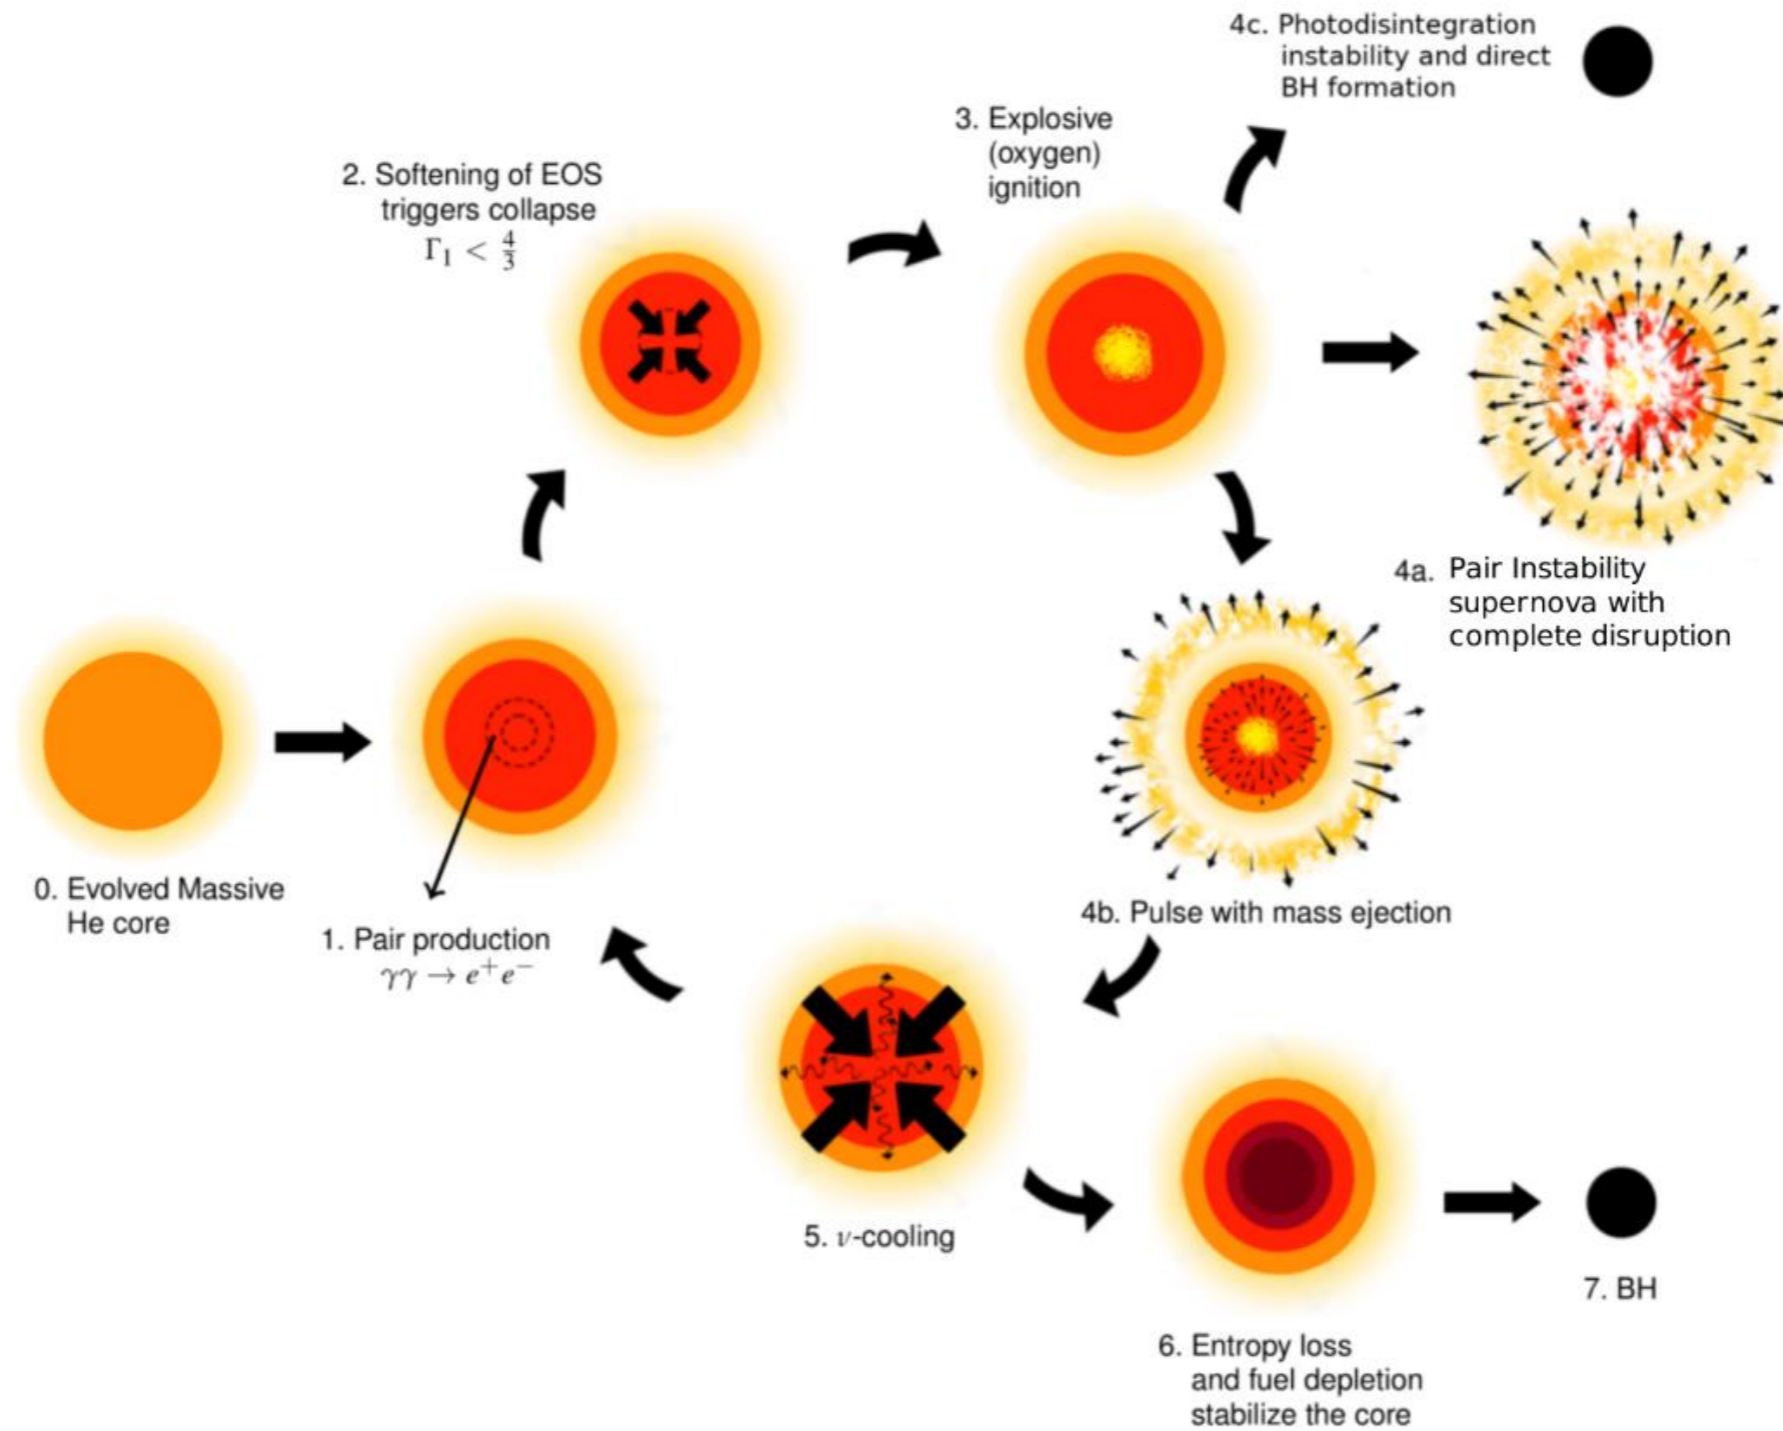 0. Evolved Massive
He core
1. Pair production
γγ → e⁺e⁻
2. Softening of EOS
triggers collapse
Γ₁ < 4/3
3. Explosive
(oxygen)
ignition
4c. Photodisintegration
instability and direct
BH formation
4a. Pair Instability
supernova with
complete disruption
4b. Pulse with mass ejection
5. ν-cooling
6. Entropy loss
and fuel depletion
stabilize the core
7. BH